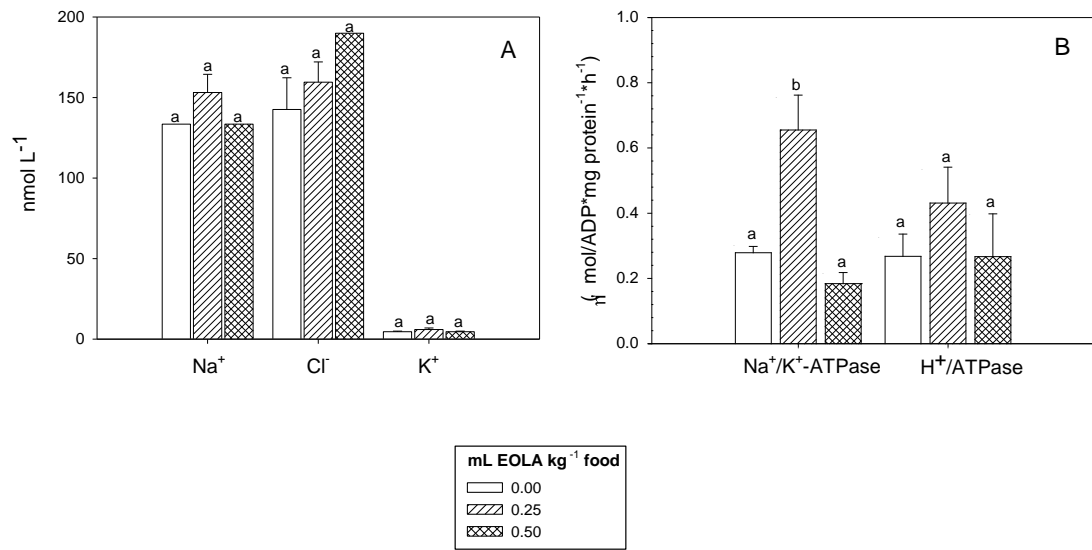 200
150
100
50
0
nmol L-1
A
a
a
a
a
a
a
a
a
a
Na+
Cl-
K+
1.0
0.8
0.6
0.4
0.2
0.0
(η mol/ADP*mg protein-1*h-1)
B
a
b
a
a
a
a
Na+/K+-ATPase
H+/ATPase
mL EOLA kg-1 food
0.00
0.25
0.50